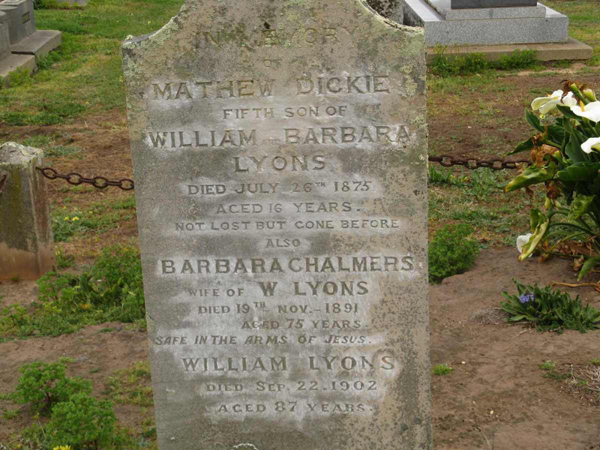 IN MEMORY
OF
MATHEW DICKIE
FIFTH SON OF
WILLIAM BARBARA
LYONS
DIED JULY 26TH 1875
AGED 16 YEARS.
NOT LOST BUT GONE BEFORE
ALSO
BARBARA CHALMERS
WIFE OF W LYONS
DIED 19TH NOV. 1891
AGED 75 YEARS.
SAFE IN THE ARMS OF JESUS.
WILLIAM LYONS
DIED SEP. 22. 1902
AGED 87 YEARS.